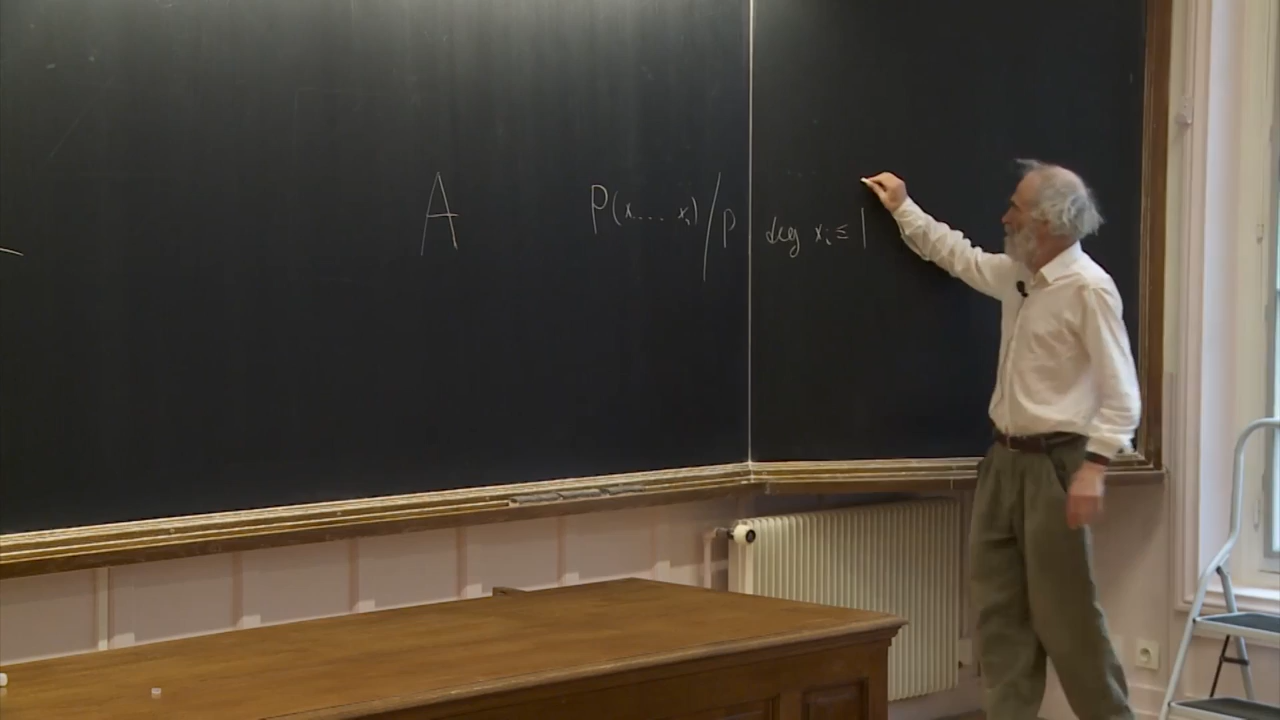 A P(x, ... xₙ) / P deg xᵢ ≤ 1